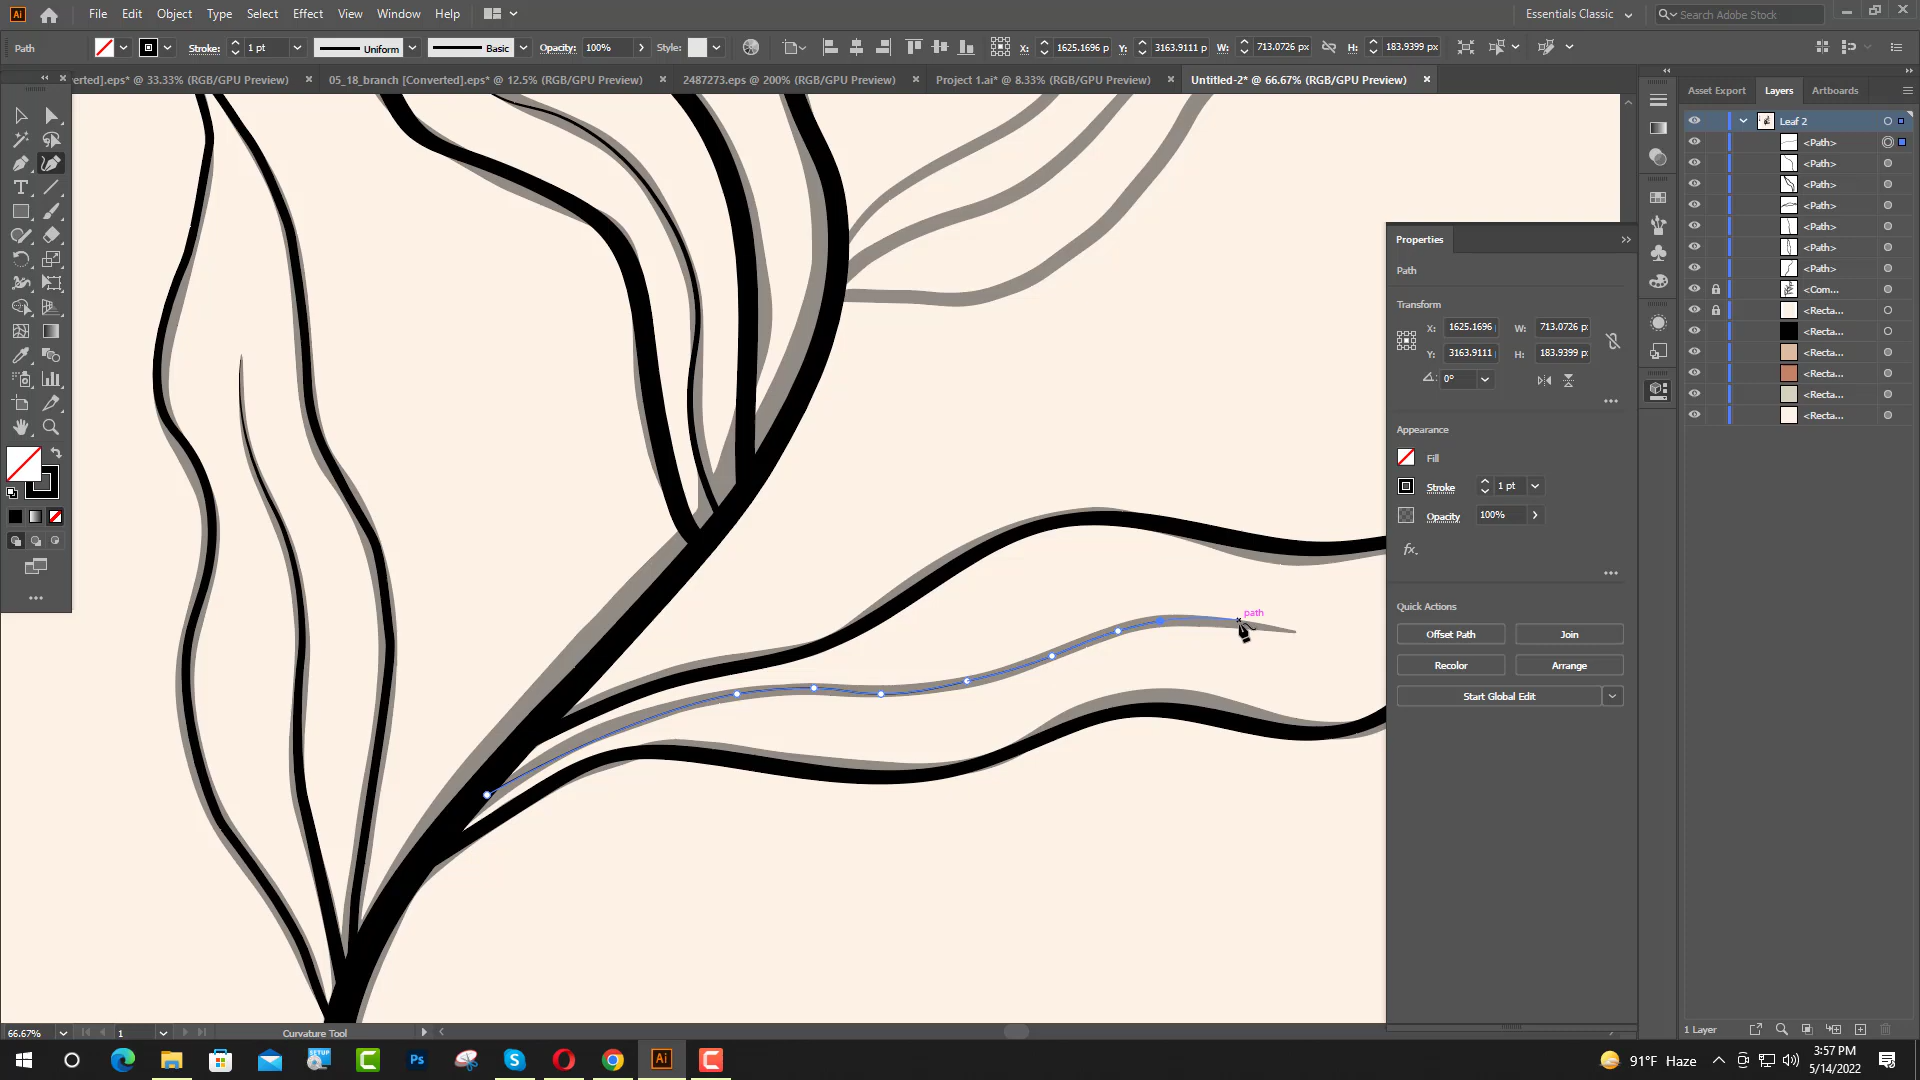 Ai File Edit Object Type Select Effect View Window Help Essentials Classic Search Adobe Stock
Path Stroke: 1 pt Uniform Basic Opacity: 100% Style: X: 1625.1696 p Y: 3163.9111 p W: 713.0726 px H: 183.9399 px
verted].eps* @ 33.33% (RGB/GPU Preview) 05_18_branch [Converted].eps* @ 12.5% (RGB/GPU Preview) 2487273.eps @ 200% (RGB/GPU Preview) Project 1.ai* @ 8.33% (RGB/GPU Preview) Untitled-2* @ 66.67% (RGB/GPU Preview)
Asset Export Layers Artboards
Leaf 2
<Path>
<Path>
<Path>
<Path>
<Path>
<Path>
<Path>
<Com...
<Recta...
<Recta...
<Recta...
<Recta...
<Recta...
<Recta...
Properties
Path
Transform
X: 1625.1696 W: 713.0726 px
Y: 3163.9111 H: 183.9399 px
0°
Appearance
Fill
Stroke 1 pt
Opacity 100%
fx.
Quick Actions
Offset Path Join
Recolor Arrange
Start Global Edit
path
66.67% 1 Curvature Tool
1 Layer
SETUP Ps Ai 91°F Haze 3:57 PM
5/14/2022